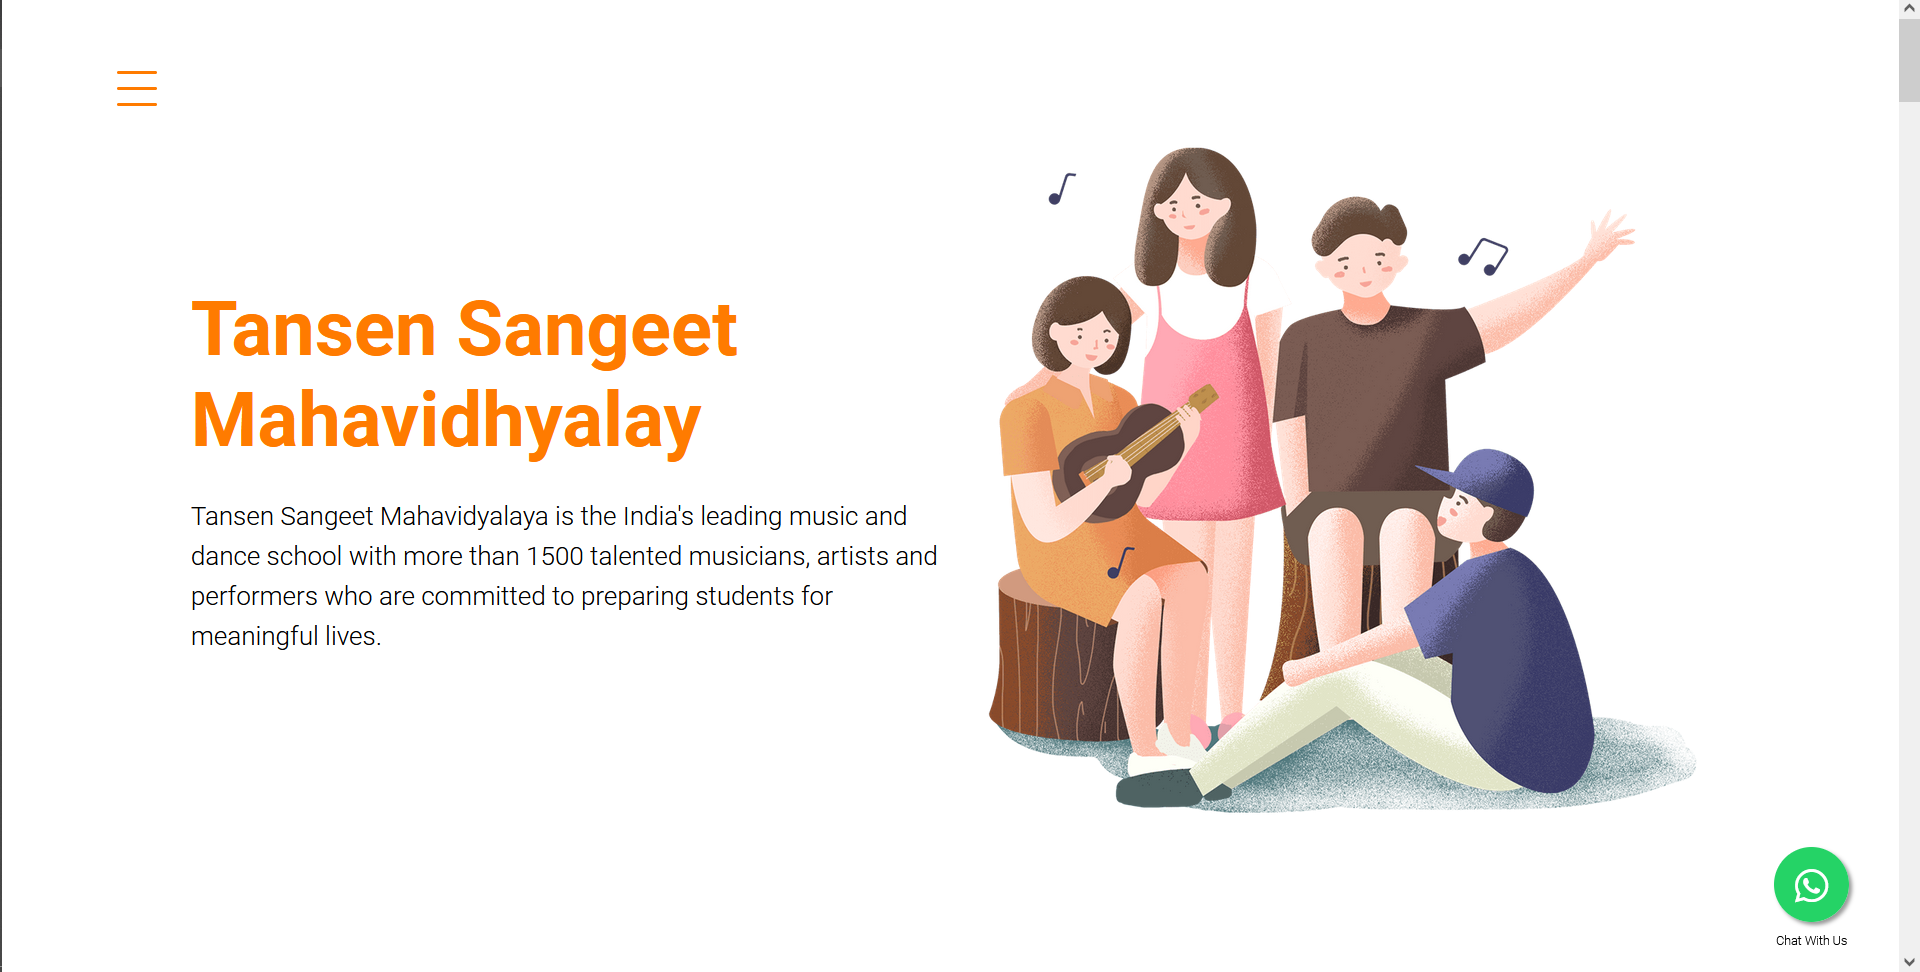 Tansen Sangeet
Mahavidhyalay
Tansen Sangeet Mahavidyalaya is the India's leading music and
dance school with more than 1500 talented musicians, artists and
performers who are committed to preparing students for
meaningful lives.
Chat With Us